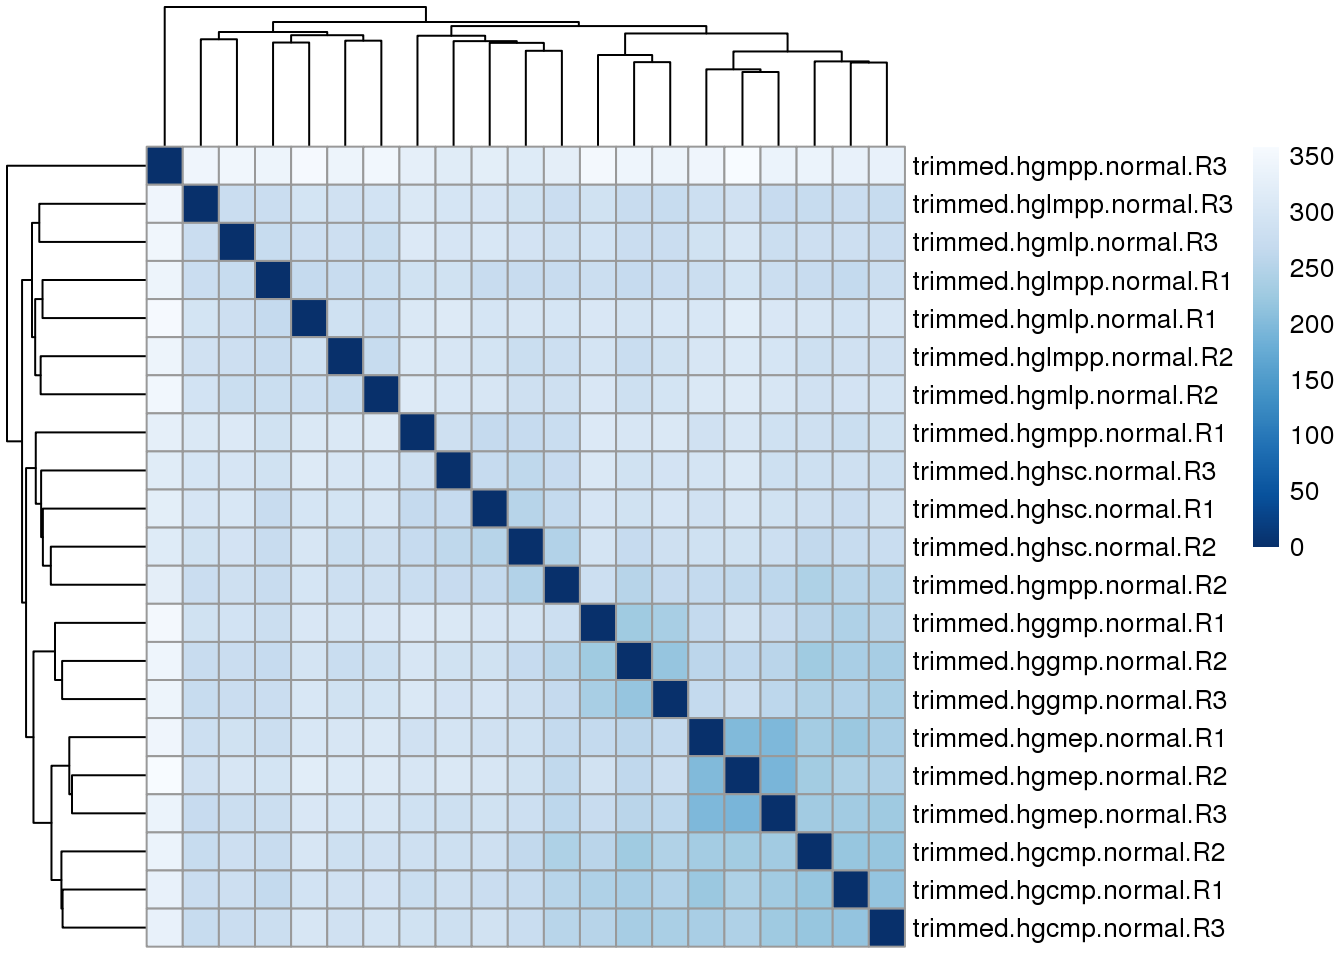 trimmed.hgmpp.normal.R3
trimmed.hglmpp.normal.R3
trimmed.hgmlp.normal.R3
trimmed.hglmpp.normal.R1
trimmed.hgmlp.normal.R1
trimmed.hglmpp.normal.R2
trimmed.hgmlp.normal.R2
trimmed.hgmpp.normal.R1
trimmed.hghsc.normal.R3
trimmed.hghsc.normal.R1
trimmed.hghsc.normal.R2
trimmed.hgmpp.normal.R2
trimmed.hggmp.normal.R1
trimmed.hggmp.normal.R2
trimmed.hggmp.normal.R3
trimmed.hgmep.normal.R1
trimmed.hgmep.normal.R2
trimmed.hgmep.normal.R3
trimmed.hgcmp.normal.R2
trimmed.hgcmp.normal.R1
trimmed.hgcmp.normal.R3
350
300
250
200
150
100
50
0